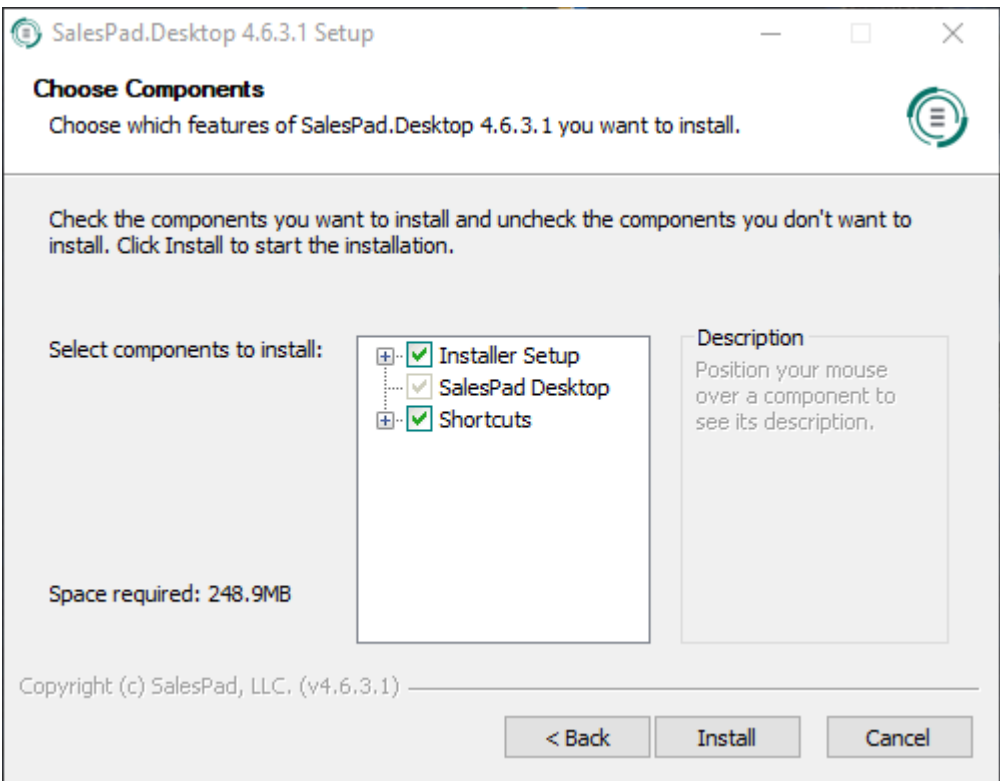 SalesPad.Desktop 4.6.3.1 Setup
Choose Components
Choose which features of SalesPad.Desktop 4.6.3.1 you want to install.
Check the components you want to install and uncheck the components you don't want to
install. Click Install to start the installation.
Select components to install:
Installer Setup
SalesPad Desktop
Shortcuts
Description
Position your mouse
over a component to
see its description.
Space required: 248.9MB
Copyright (c) SalesPad, LLC. (v4.6.3.1)
< Back
Install
Cancel